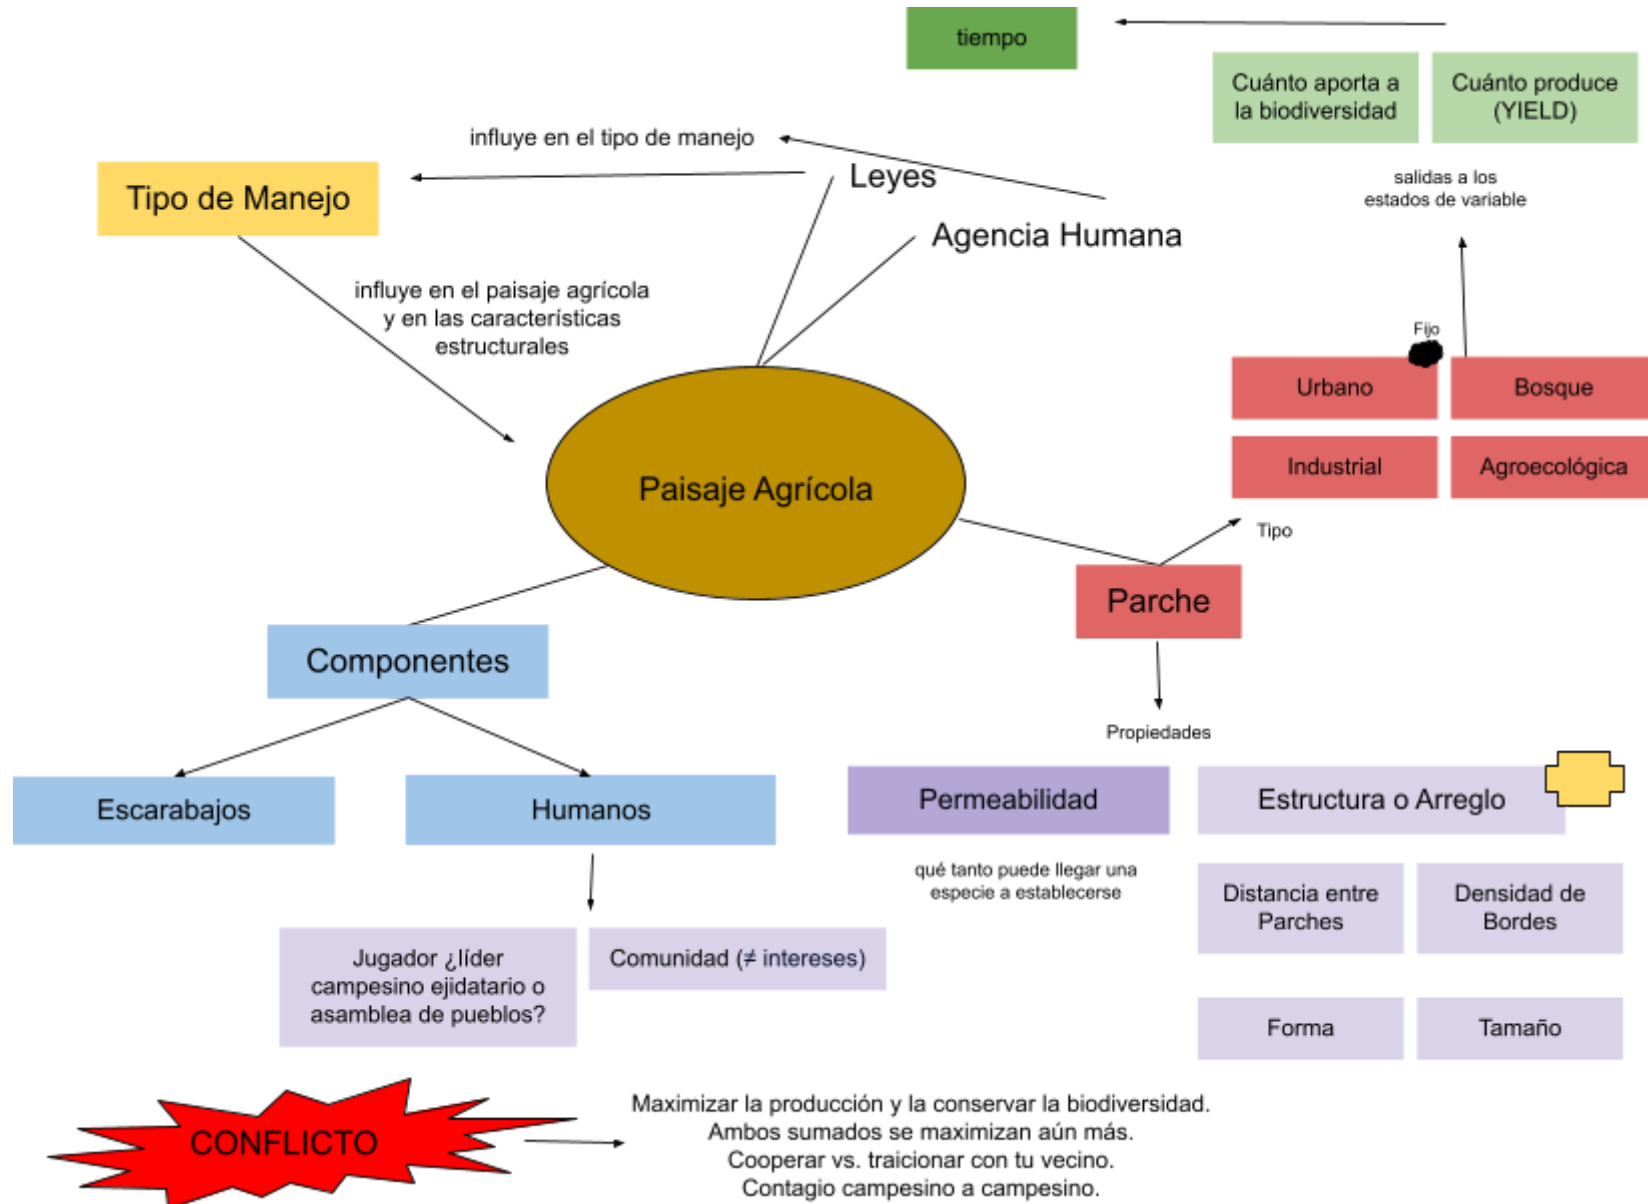 tiempo
Cuánto aporta a
la biodiversidad
Cuánto produce
(YIELD)
influye en el tipo de manejo
Leyes
salidas a los
estados de variable
Tipo de Manejo
Agencia Humana
influye en el paisaje agrícola
y en las características
estructurales
Fijo
Urbano
Bosque
Industrial
Agroecológica
Paisaje Agrícola
Tipo
Parche
Componentes
Propiedades
Escarabajos
Humanos
Permeabilidad
Estructura o Arreglo
qué tanto puede llegar una
especie a establecerse
Distancia entre
Parches
Densidad de
Bordes
Jugador ¿líder
campesino ejidatario o
asamblea de pueblos?
Comunidad (≠ intereses)
Forma
Tamaño
CONFLICTO
Maximizar la producción y la conservar la biodiversidad.
Ambos sumados se maximizan aún más.
Cooperar vs. traicionar con tu vecino.
Contagio campesino a campesino.